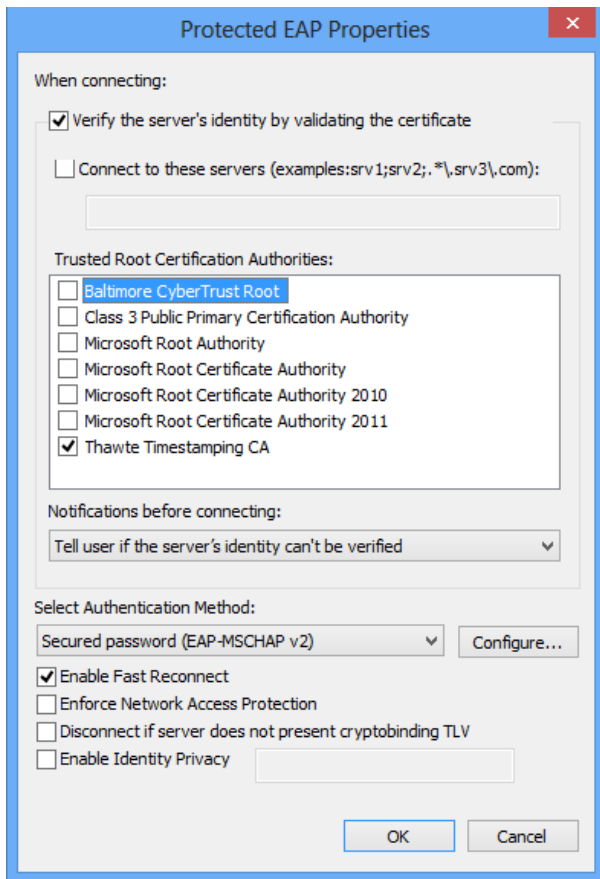 Protected EAP Properties
When connecting:
Verify the server's identity by validating the certificate
Connect to these servers (examples:srv1;srv2;.*\.srv3\.com):
Trusted Root Certification Authorities:
Baltimore CyberTrust Root
Class 3 Public Primary Certification Authority
Microsoft Root Authority
Microsoft Root Certificate Authority
Microsoft Root Certificate Authority 2010
Microsoft Root Certificate Authority 2011
Thawte Timestamping CA
Notifications before connecting:
Tell user if the server’s identity can't be verified
Select Authentication Method:
Secured password (EAP-MSCHAP v2)
Configure...
Enable Fast Reconnect
Enforce Network Access Protection
Disconnect if server does not present cryptobinding TLV
Enable Identity Privacy
OK Cancel